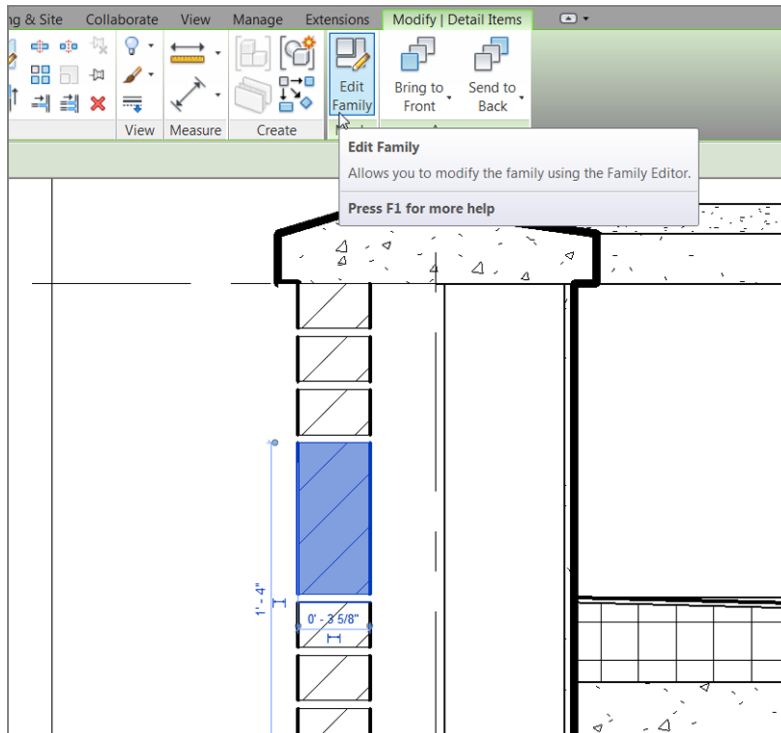 ng & Site Collaborate View Manage Extensions Modify | Detail Items
Edit
Family
Bring to
Front
Send to
Back
View Measure Create
Edit Family
Allows you to modify the family using the Family Editor.
Press F1 for more help
1' - 4"
0' - 3 5/8"